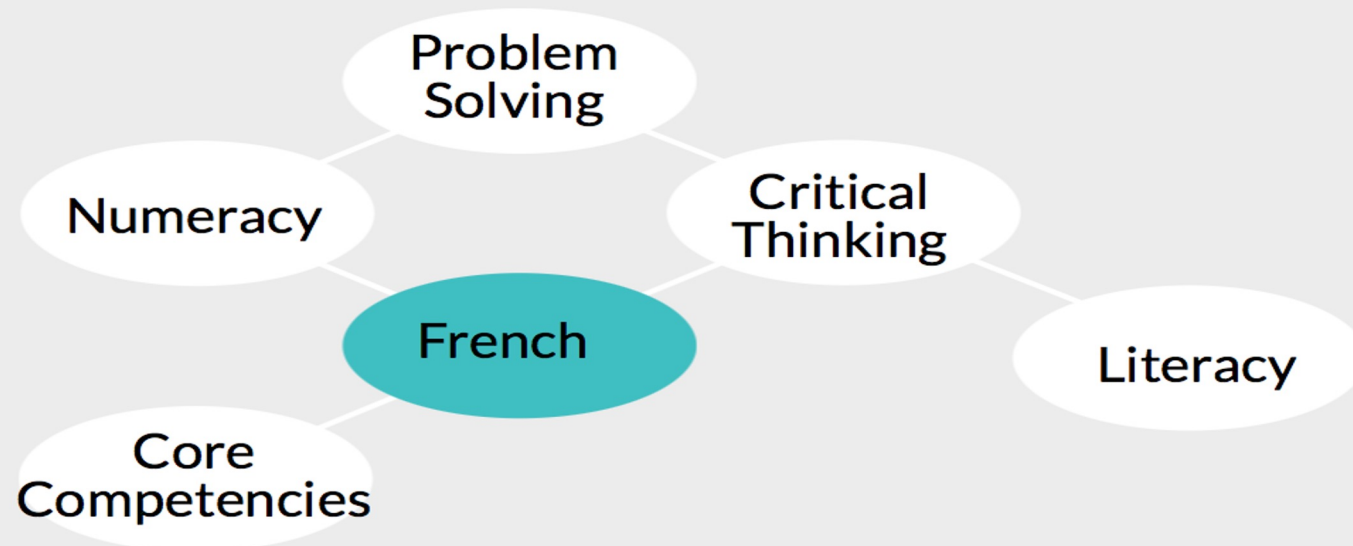 Problem
Solving
Numeracy
Critical
Thinking
French
Literacy
Core
Competencies